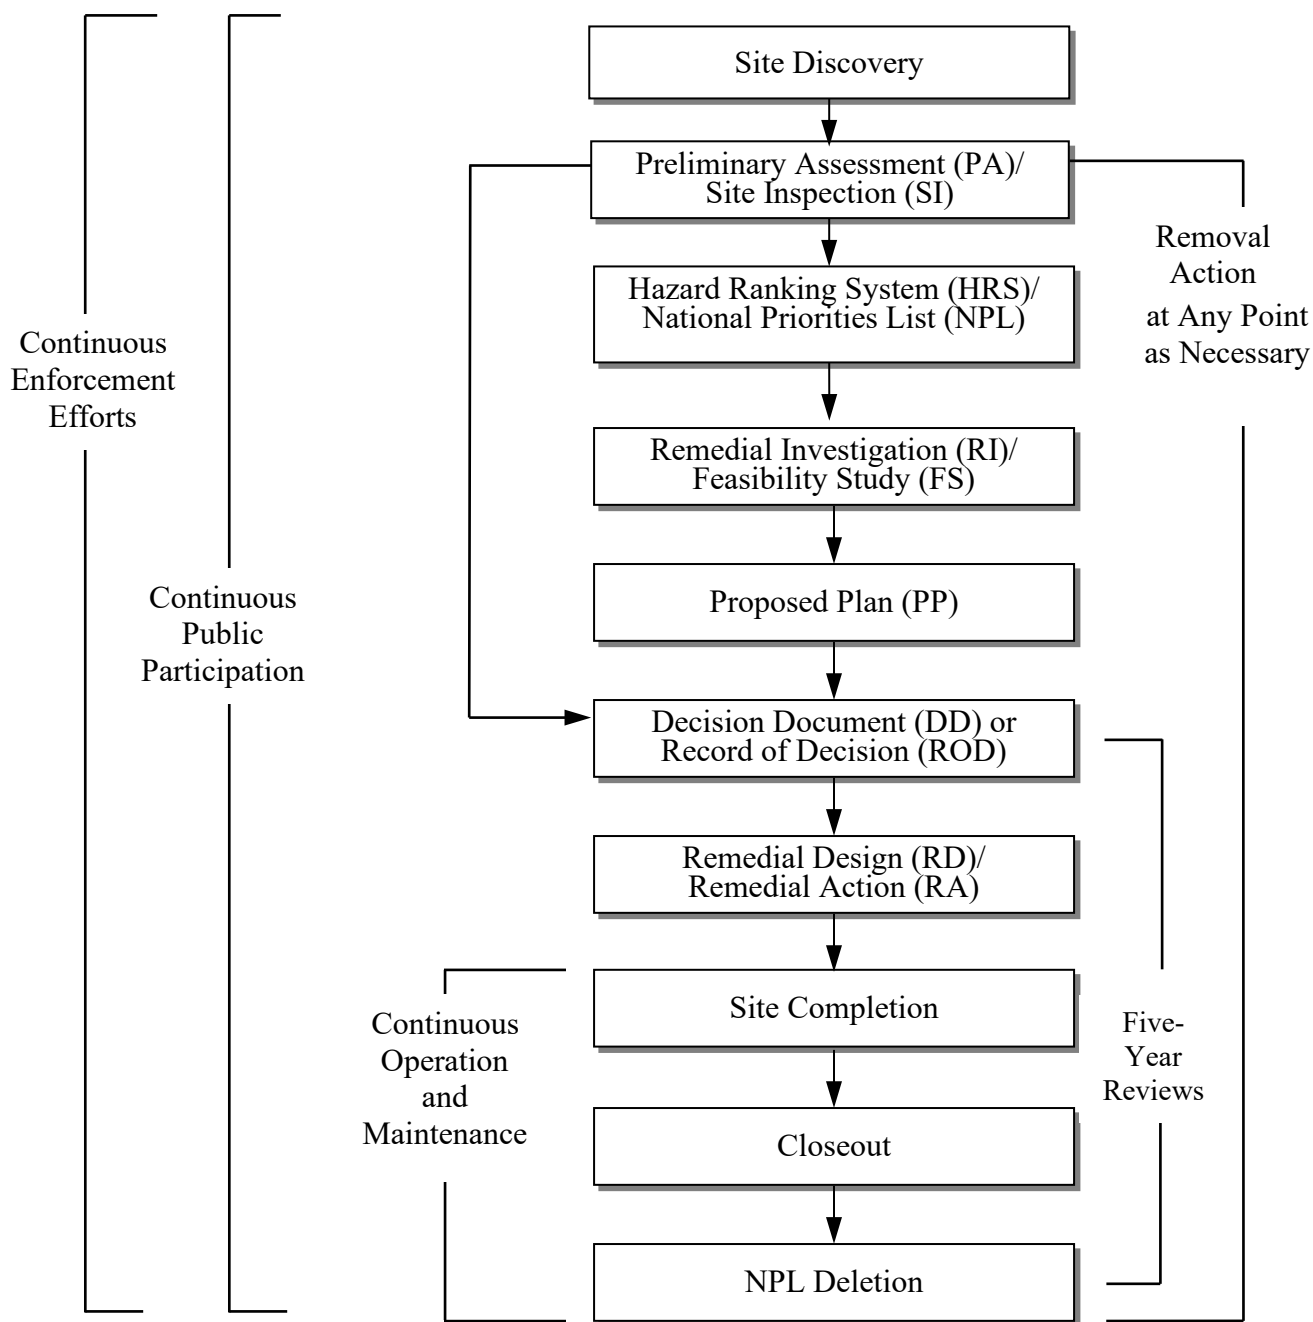 Site Discovery
Preliminary Assessment (PA)/
Site Inspection (SI)
Removal
Action
at Any Point
as Necessary
Hazard Ranking System (HRS)/
National Priorities List (NPL)
Continuous
Enforcement
Efforts
Remedial Investigation (RI)/
Feasibility Study (FS)
Continuous
Public
Participation
Proposed Plan (PP)
Decision Document (DD) or
Record of Decision (ROD)
Remedial Design (RD)/
Remedial Action (RA)
Continuous
Operation
and
Maintenance
Site Completion
Five-
Year
Reviews
Closeout
NPL Deletion